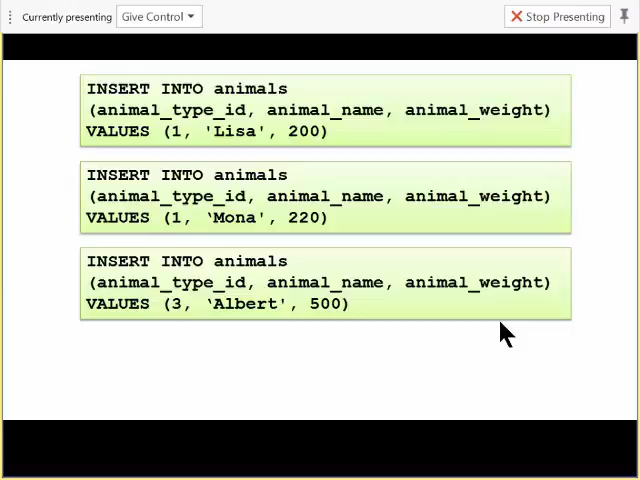 Currently presenting Give Control Stop Presenting
INSERT INTO animals
(animal_type_id, animal_name, animal_weight)
VALUES (1, 'Lisa', 200)
INSERT INTO animals
(animal_type_id, animal_name, animal_weight)
VALUES (1, ‘Mona', 220)
INSERT INTO animals
(animal_type_id, animal_name, animal_weight)
VALUES (3, ‘Albert', 500)